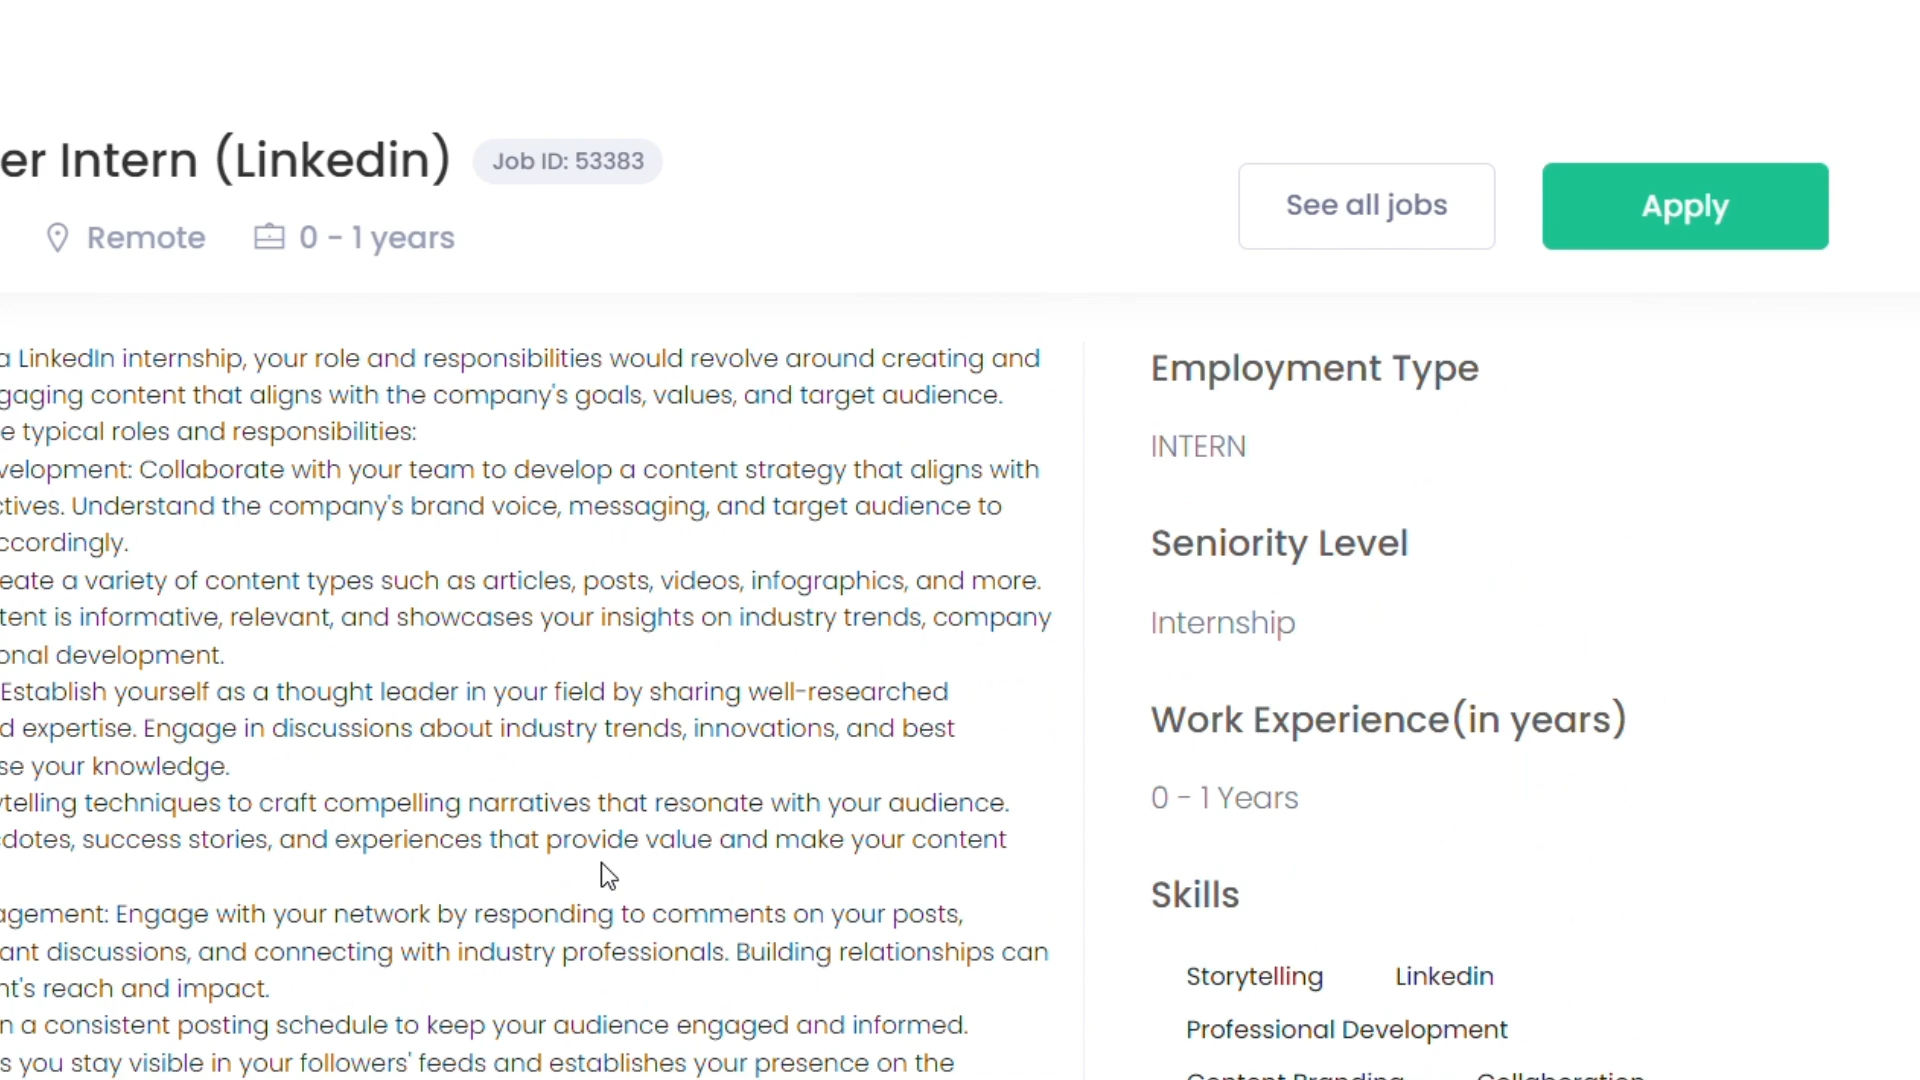 er Intern (Linkedin)
Job ID: 53383
Remote
0 - 1 years
See all jobs
Apply
a LinkedIn internship, your role and responsibilities would revolve around creating and
gaging content that aligns with the company's goals, values, and target audience.
e typical roles and responsibilities:
velopment: Collaborate with your team to develop a content strategy that aligns with
ctives. Understand the company's brand voice, messaging, and target audience to
ccordingly.
eate a variety of content types such as articles, posts, videos, infographics, and more.
tent is informative, relevant, and showcases your insights on industry trends, company
onal development.
Establish yourself as a thought leader in your field by sharing well-researched
d expertise. Engage in discussions about industry trends, innovations, and best
se your knowledge.
ytelling techniques to craft compelling narratives that resonate with your audience.
cdotes, success stories, and experiences that provide value and make your content
agement: Engage with your network by responding to comments on your posts,
ant discussions, and connecting with industry professionals. Building relationships can
nt's reach and impact.
n a consistent posting schedule to keep your audience engaged and informed.
s you stay visible in your followers' feeds and establishes your presence on the
Employment Type
INTERN
Seniority Level
Internship
Work Experience(in years)
0 - 1 Years
Skills
Storytelling
Linkedin
Professional Development
Content Branding
Collaboration